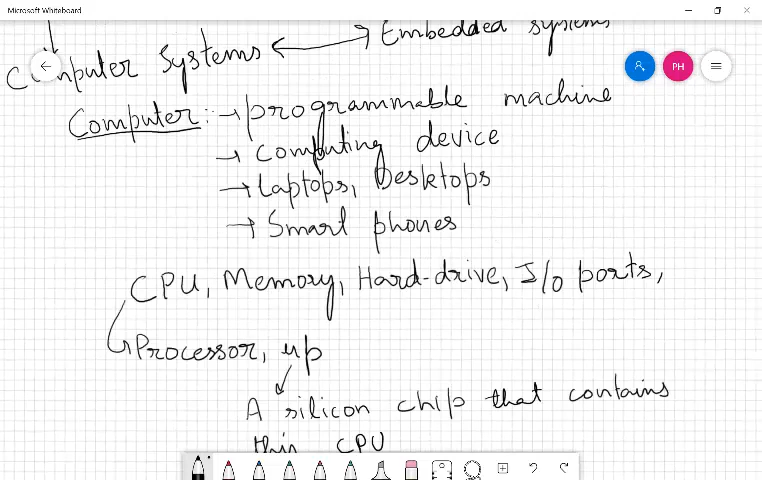 Microsoft Whiteboard
Computer Systems ⟷ Embedded systems
PH
Computer :- → programmable machine
→ Computing device
→ Laptops, Desktops
→ Smart phones
CPU, Memory, Hard-drive, I/O ports,
↳ Processor, up
A silicon chip that contains
this CPU